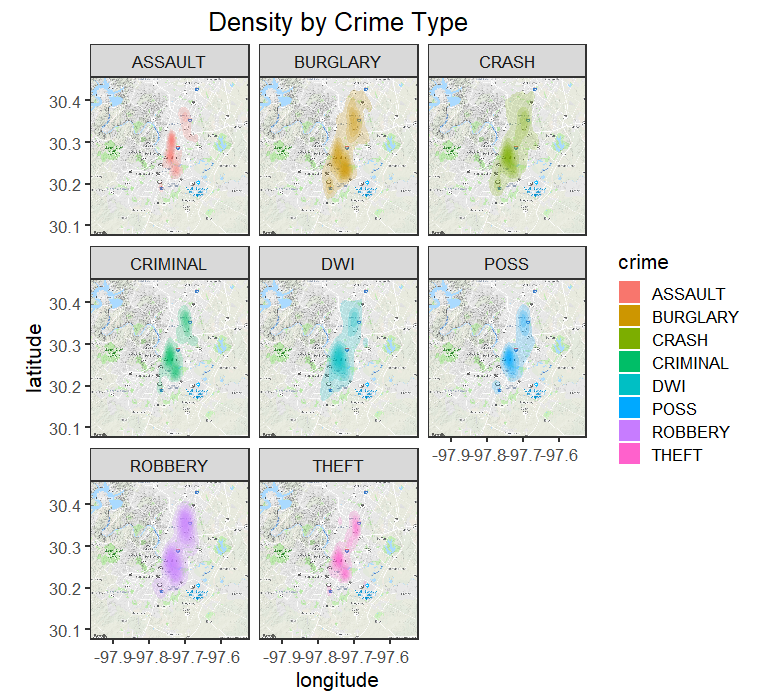 Density by Crime Type
ASSAULT
BURGLARY
CRASH
30.4
30.3
30.2
30.1
CRIMINAL
DWI
POSS
30.4
30.3
30.2
30.1
-97.9 -97.8 -97.7 -97.6
ROBBERY
THEFT
30.4
30.3
30.2
30.1
-97.9 -97.8 -97.7 -97.6
-97.9 -97.8 -97.7 -97.6
longitude
latitude
crime
ASSAULT
BURGLARY
CRASH
CRIMINAL
DWI
POSS
ROBBERY
THEFT